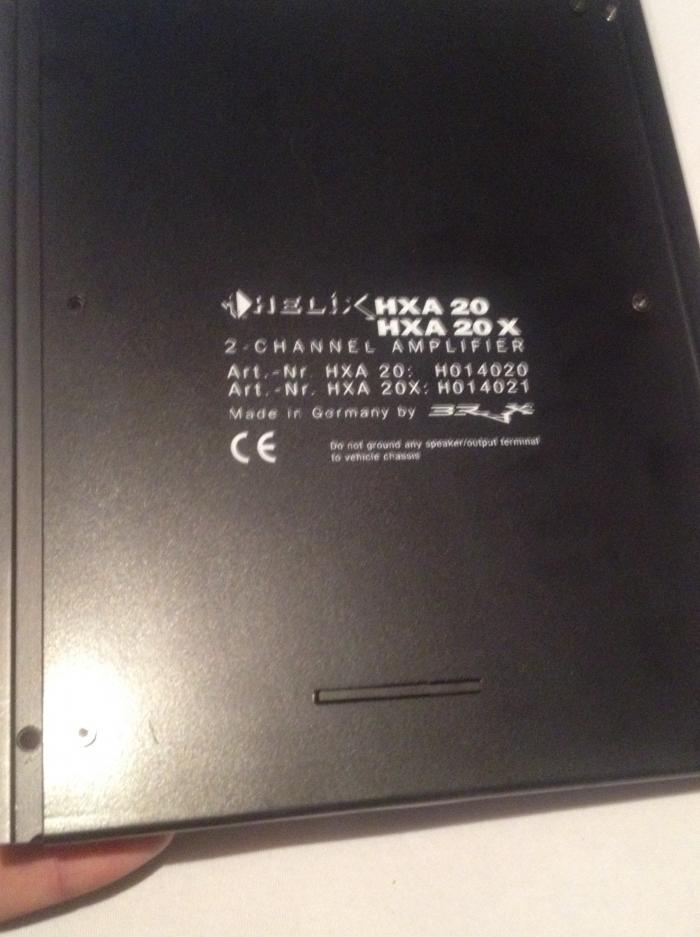 HELIX HXA 20
HXA 20 X
2-CHANNEL AMPLIFIER
Art.-Nr. HXA 20: H014020
Art.-Nr. HXA 20X: H014021
Made in Germany by BRAX
CE Do not ground any speaker/output terminal
to vehicle chassis